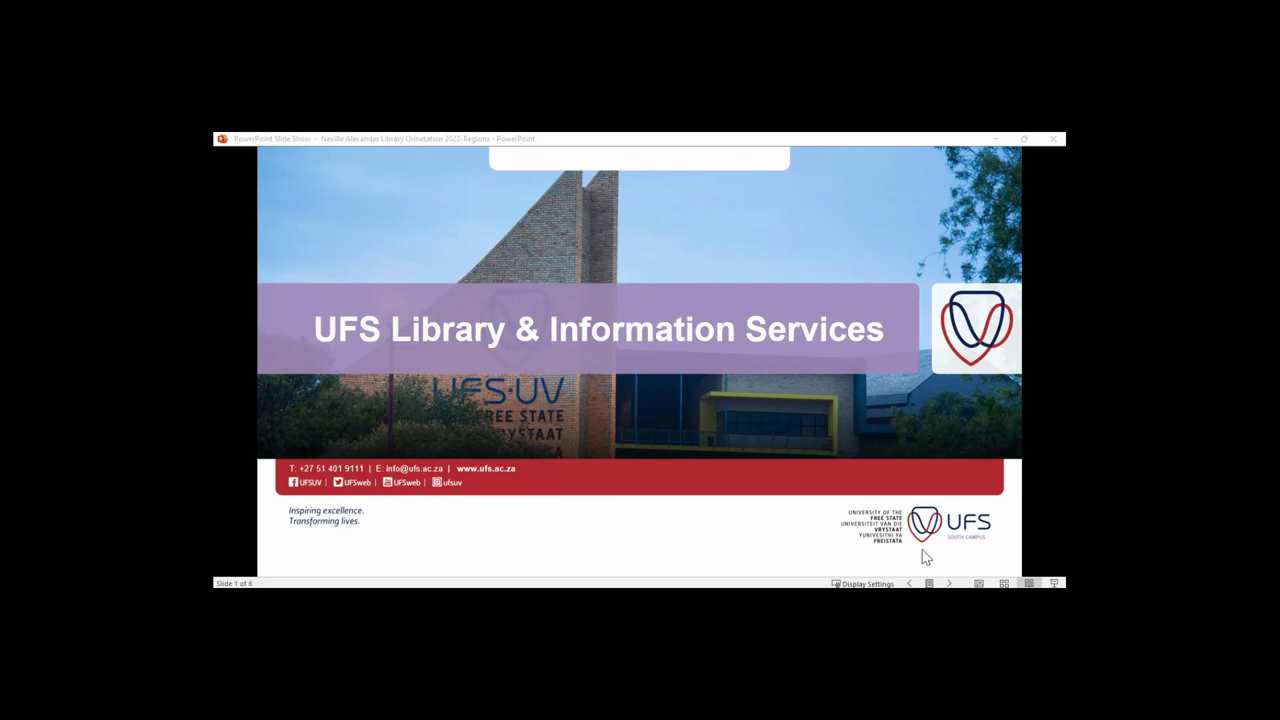 PowerPoint Slide Show - Neville Alexander Library Orinetation 2022-Regions - PowerPoint
UFS Library & Information Services
UFS·UV
FREE STATE
VRYSTAAT
T: +27 51 401 9111 | E: info@ufs.ac.za | www.ufs.ac.za
UFSUV | UFSweb | UFSweb | ufsuv
Inspiring excellence.
Transforming lives.
UNIVERSITY OF THE
FREE STATE
UNIVERSITEIT VAN DIE
VRYSTAAT
YUNIVESITHI YA
FREISTATA
UFS
SOUTH CAMPUS
Slide 1 of 6
Display Settings